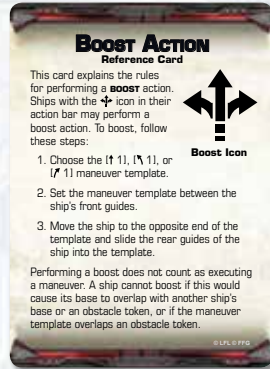 BOOST ACTION
Reference Card
This card explains the rules
for performing a BOOST action.
Ships with the icon in their
action bar may perform a
boost action. To boost, follow
these steps:
Boost Icon
1. Choose the [⬆ 1], [↖ 1], or
[↗ 1] maneuver template.
2. Set the maneuver template between the
ship's front guides.
3. Move the ship to the opposite end of the
template and slide the rear guides of the
ship into the template.
Performing a boost does not count as executing
a maneuver. A ship cannot boost if this would
cause its base to overlap with another ship's
base or an obstacle token, or if the maneuver
template overlaps an obstacle token.
© LFL © FFG